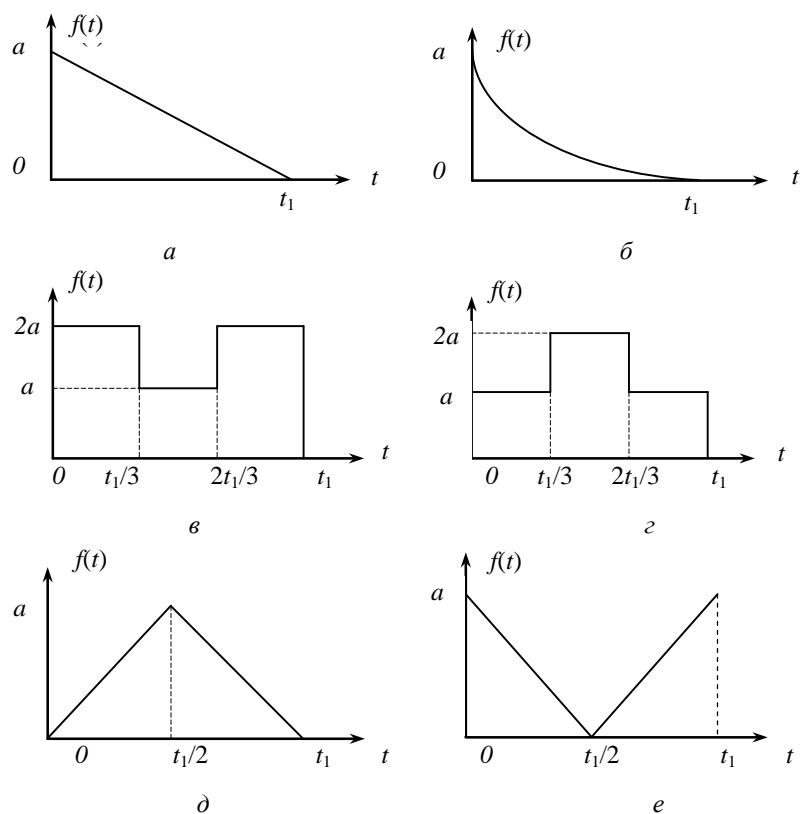 f(t)
a
0
t₁
t
а
f(t)
a
0
t₁
t
б
f(t)
2a
a
0 t₁/3 2t₁/3 t₁
t
в
f(t)
2a
a
0 t₁/3 2t₁/3 t₁
t
г
f(t)
a
0 t₁/2 t₁ t
д
f(t)
a
0 t₁/2 t₁ t
е